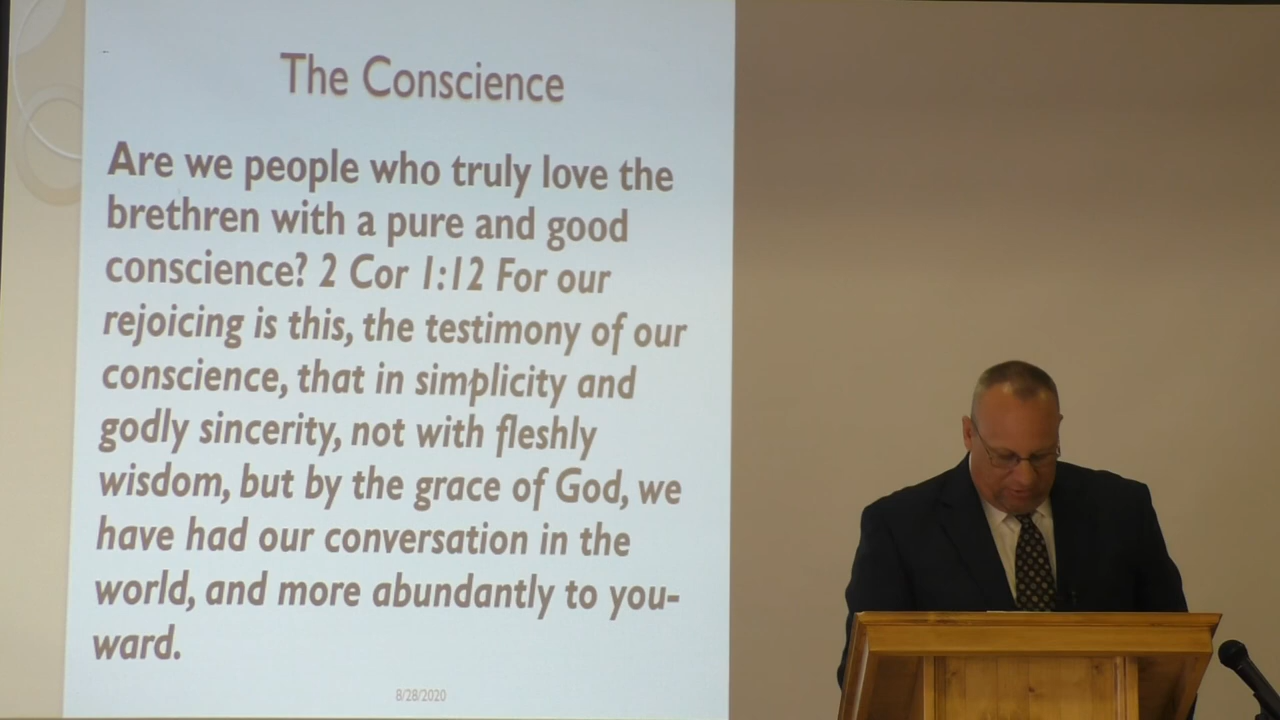 The Conscience
Are we people who truly love the
brethren with a pure and good
conscience? 2 Cor 1:12 For our
rejoicing is this, the testimony of our
conscience, that in simplicity and
godly sincerity, not with fleshly
wisdom, but by the grace of God, we
have had our conversation in the
world, and more abundantly to you-
ward.
8/28/2020